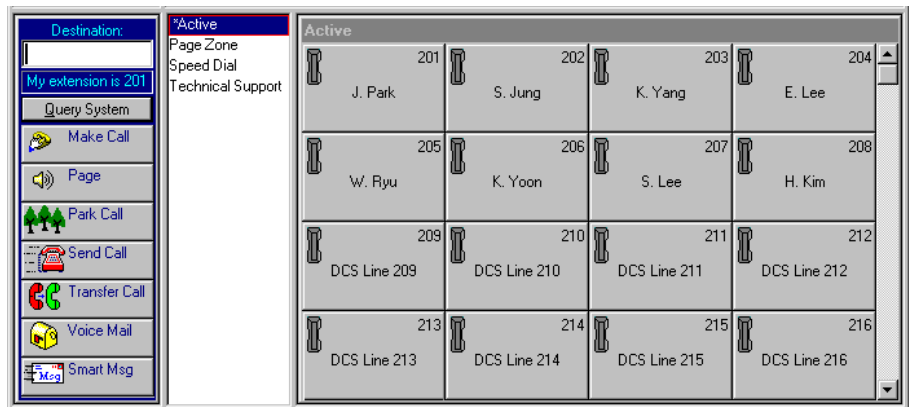 Destination:
My extension is 201
Query System
Make Call
Page
Park Call
Send Call
Transfer Call
Voice Mail
Msg
Smart Msg
*Active
Page Zone
Speed Dial
Technical Support
Active
201
J. Park
202
S. Jung
203
K. Yang
204
E. Lee
205
W. Ryu
206
K. Yoon
207
S. Lee
208
H. Kim
209
DCS Line 209
210
DCS Line 210
211
DCS Line 211
212
DCS Line 212
213
DCS Line 213
214
DCS Line 214
215
DCS Line 215
216
DCS Line 216